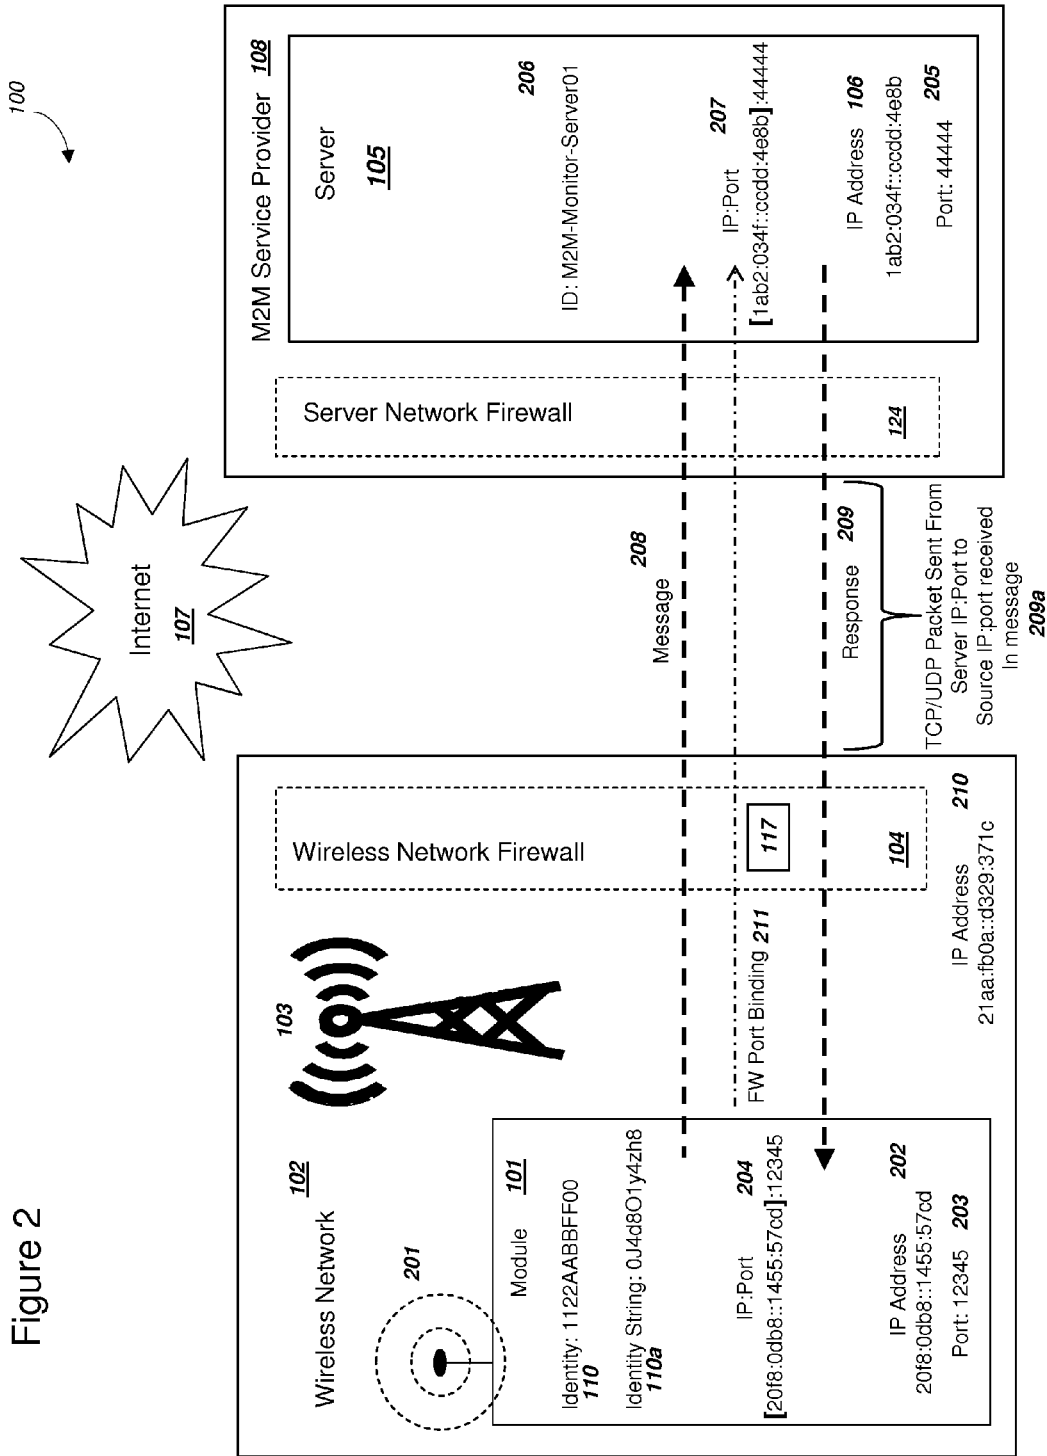 Figure 2
100
Wireless Network
102
201
103
Module
101
Identity: 1122AABBFF00
110
Identity String: 0J4d8O1y4zh8
110a
IP:Port
204
[20f8:0db8::1455:57cd]:12345
IP Address
202
20f8:0db8::1455:57cd
Port: 12345
203
Wireless Network Firewall
117
104
FW Port Binding
211
IP Address
210
21aa:fb0a::d329:371c
Internet
107
Message
208
Response
209
TCP/UDP Packet Sent From
Server IP:Port to
Source IP:port received
In message
209a
M2M Service Provider
108
Server Network Firewall
124
Server
105
206
ID: M2M-Monitor-Server01
IP:Port
207
[1ab2:034f::ccdd:4e8b]:44444
IP Address
106
1ab2:034f::ccdd:4e8b
205
Port: 44444